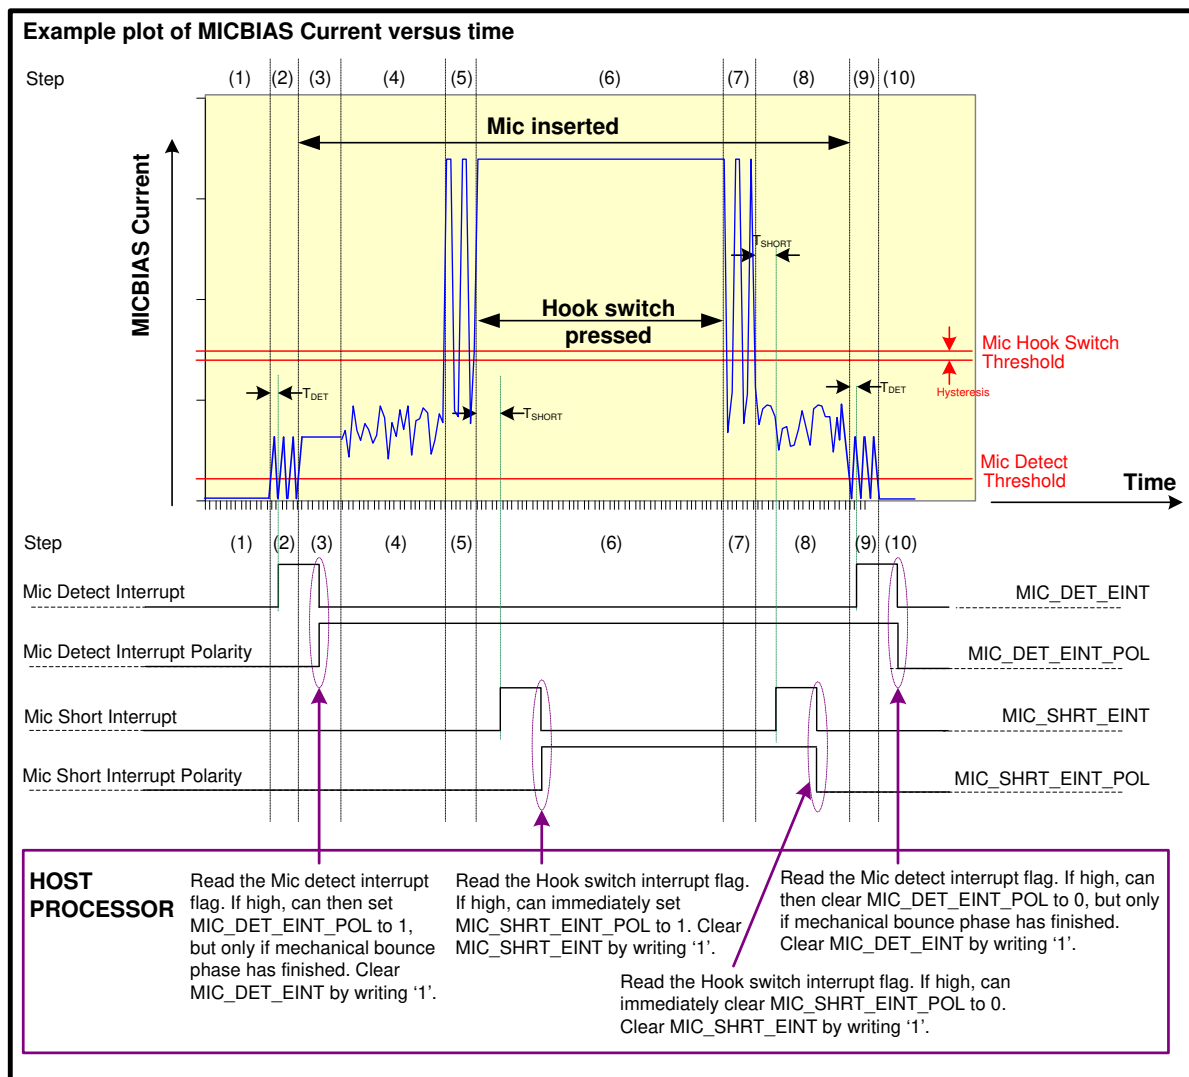 Example plot of MICBIAS Current versus time
Step
(1) (2) (3) (4) (5) (6) (7) (8) (9) (10)
MICBIAS Current
Mic inserted
TSHORT
Hook switch
pressed
Mic Hook Switch
Threshold
Hysteresis
TDET
TSHORT
TDET
Mic Detect
Threshold
Time
Step
(1) (2) (3) (4) (5) (6) (7) (8) (9) (10)
Mic Detect Interrupt
MIC_DET_EINT
Mic Detect Interrupt Polarity
MIC_DET_EINT_POL
Mic Short Interrupt
MIC_SHRT_EINT
Mic Short Interrupt Polarity
MIC_SHRT_EINT_POL
HOST
PROCESSOR
Read the Mic detect interrupt
flag. If high, can then set
MIC_DET_EINT_POL to 1,
but only if mechanical bounce
phase has finished. Clear
MIC_DET_EINT by writing ‘1’.
Read the Hook switch interrupt flag.
If high, can immediately set
MIC_SHRT_EINT_POL to 1. Clear
MIC_SHRT_EINT by writing ‘1’.
Read the Mic detect interrupt flag. If high, can
then clear MIC_DET_EINT_POL to 0, but only
if mechanical bounce phase has finished.
Clear MIC_DET_EINT by writing ‘1’.
Read the Hook switch interrupt flag. If high, can
immediately clear MIC_SHRT_EINT_POL to 0.
Clear MIC_SHRT_EINT by writing ‘1’.